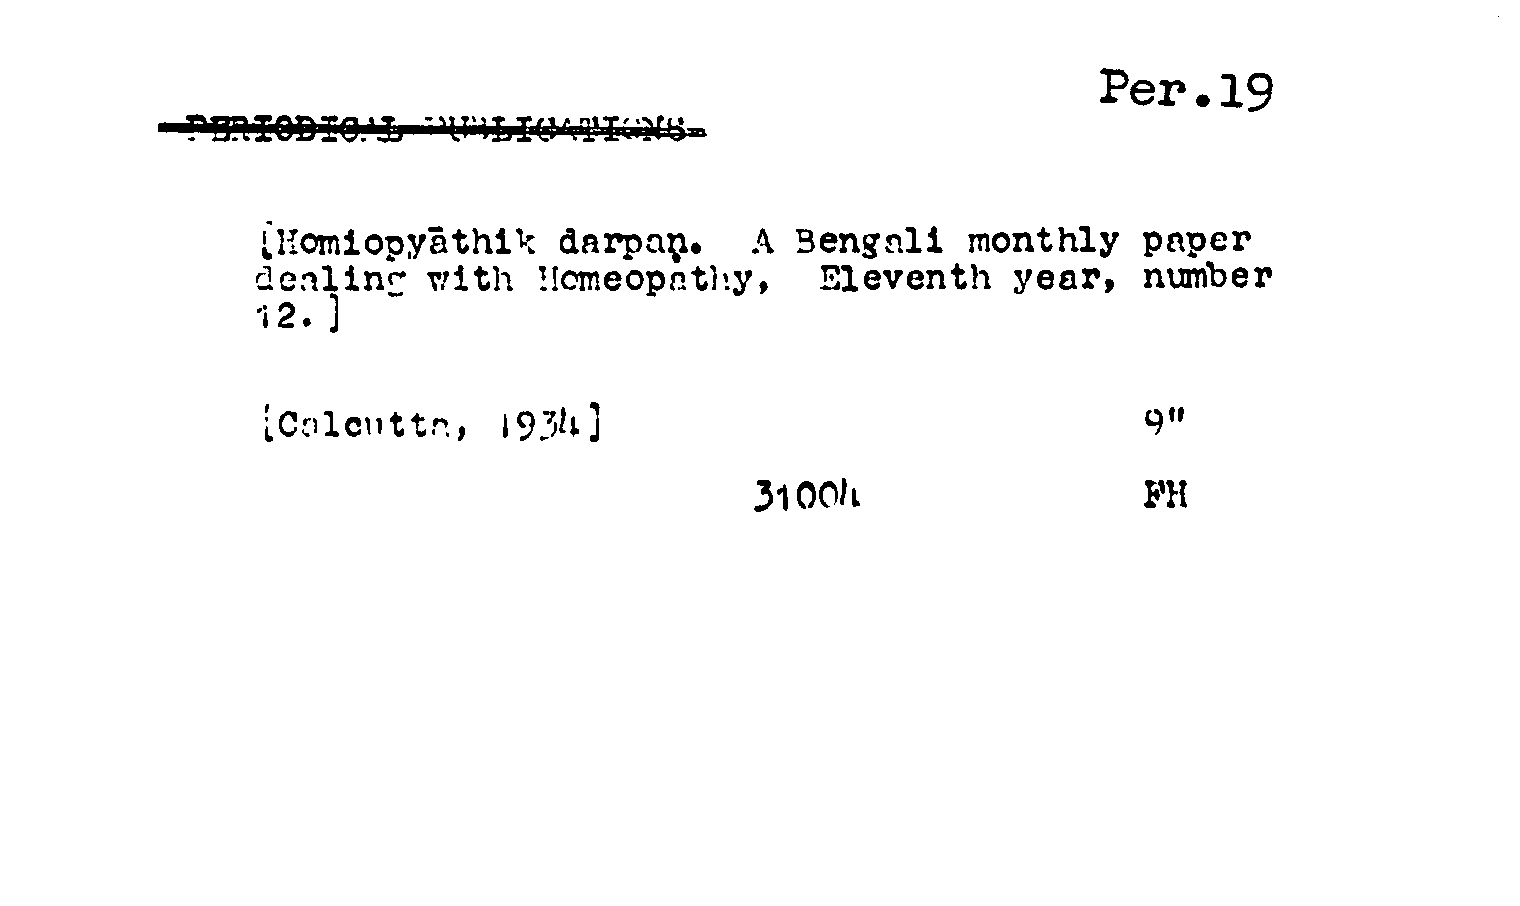 Per.19
PERIODICAL PUBLICATIONS
[Homiopyāthik darpaṇ. A Bengali monthly paper
dealing with Homeopathy, Eleventh year, number
12.]
[Calcutta, 1934] 9"
31004 FH